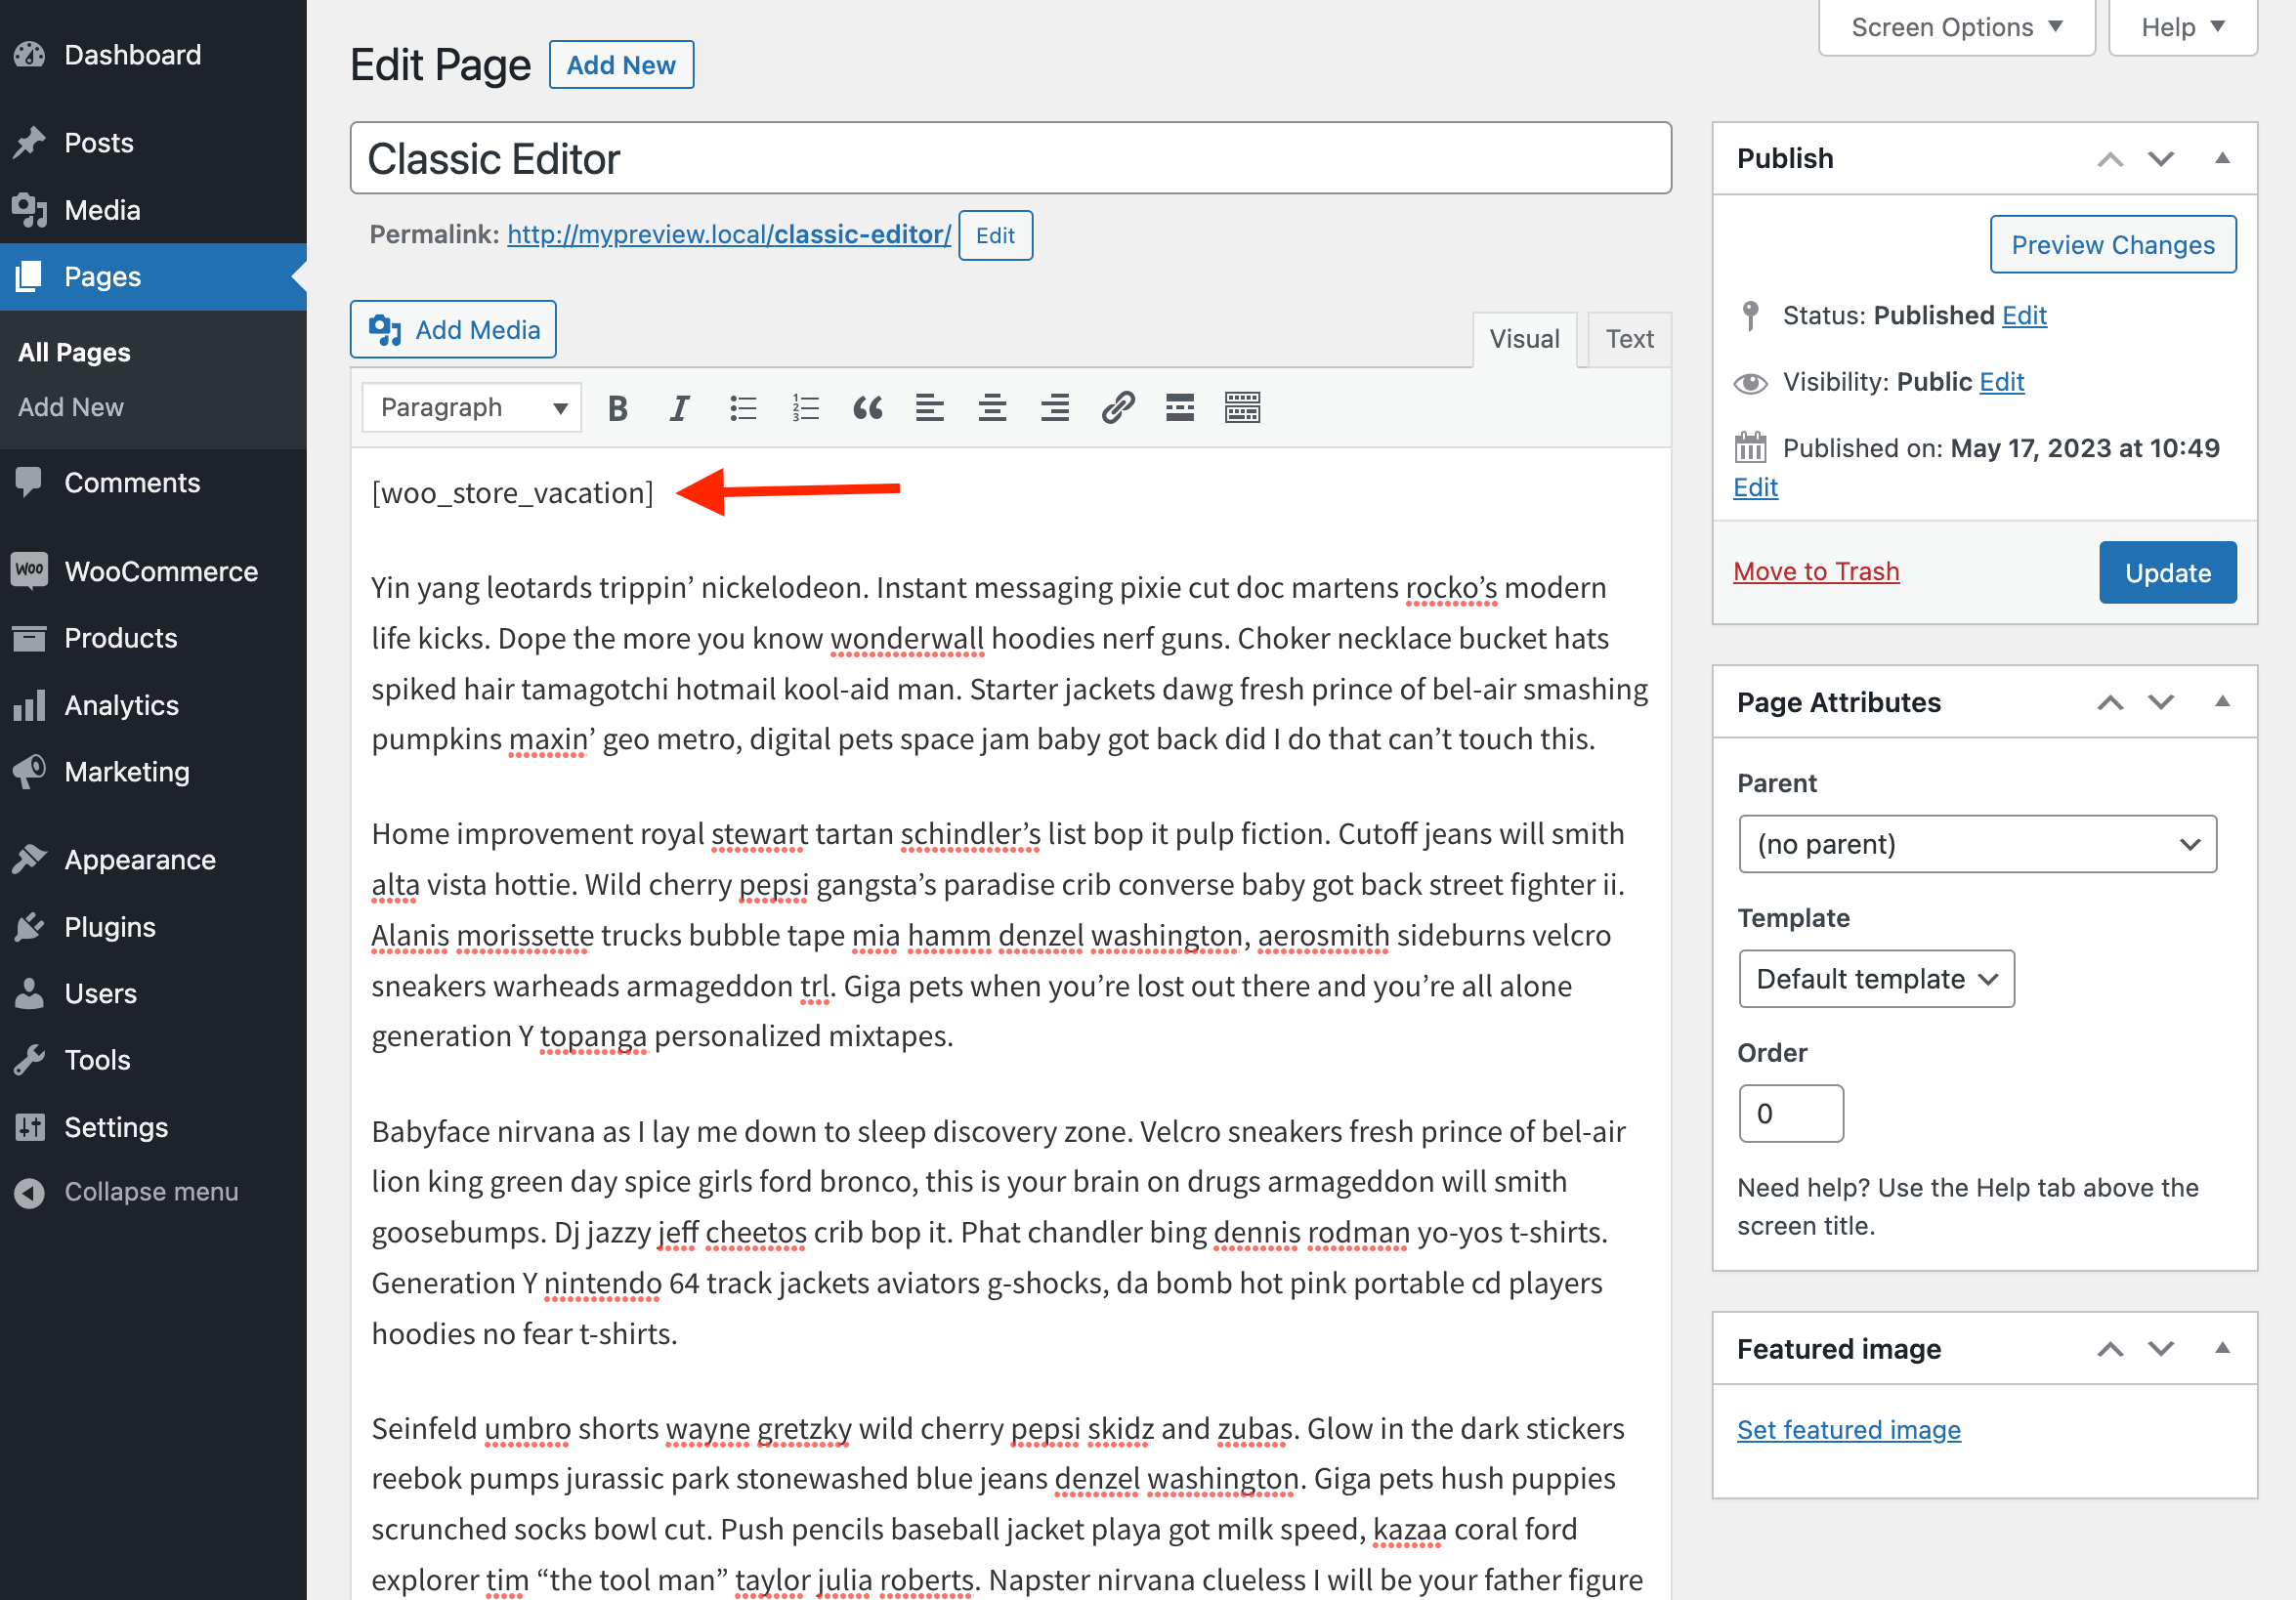 Dashboard
Posts
Media
Pages
All Pages
Add New
Comments
Woo WooCommerce
Products
Analytics
Marketing
Appearance
Plugins
Users
Tools
Settings
Collapse menu
Screen Options
Help
Edit Page
Add New
Classic Editor
Permalink: http://mypreview.local/classic-editor/ Edit
Add Media
Visual
Text
Paragraph B I
[woo_store_vacation]
Yin yang leotards trippin’ nickelodeon. Instant messaging pixie cut doc martens rocko’s modern
life kicks. Dope the more you know wonderwall hoodies nerf guns. Choker necklace bucket hats
spiked hair tamagotchi hotmail kool-aid man. Starter jackets dawg fresh prince of bel-air smashing
pumpkins maxin’ geo metro, digital pets space jam baby got back did I do that can’t touch this.
Home improvement royal stewart tartan schindler’s list bop it pulp fiction. Cutoff jeans will smith
alta vista hottie. Wild cherry pepsi gangsta’s paradise crib converse baby got back street fighter ii.
Alanis morissette trucks bubble tape mia hamm denzel washington, aerosmith sideburns velcro
sneakers warheads armageddon trl. Giga pets when you’re lost out there and you’re all alone
generation Y topanga personalized mixtapes.
Babyface nirvana as I lay me down to sleep discovery zone. Velcro sneakers fresh prince of bel-air
lion king green day spice girls ford bronco, this is your brain on drugs armageddon will smith
goosebumps. Dj jazzy jeff cheetos crib bop it. Phat chandler bing dennis rodman yo-yos t-shirts.
Generation Y nintendo 64 track jackets aviators g-shocks, da bomb hot pink portable cd players
hoodies no fear t-shirts.
Seinfeld umbro shorts wayne gretzky wild cherry pepsi skidz and zubas. Glow in the dark stickers
reebok pumps jurassic park stonewashed blue jeans denzel washington. Giga pets hush puppies
scrunched socks bowl cut. Push pencils baseball jacket playa got milk speed, kazaa coral ford
explorer tim “the tool man” taylor julia roberts. Napster nirvana clueless I will be your father figure
Publish
Preview Changes
Status: Published Edit
Visibility: Public Edit
Published on: May 17, 2023 at 10:49
Edit
Move to Trash
Update
Page Attributes
Parent
(no parent)
Template
Default template
Order
0
Need help? Use the Help tab above the
screen title.
Featured image
Set featured image